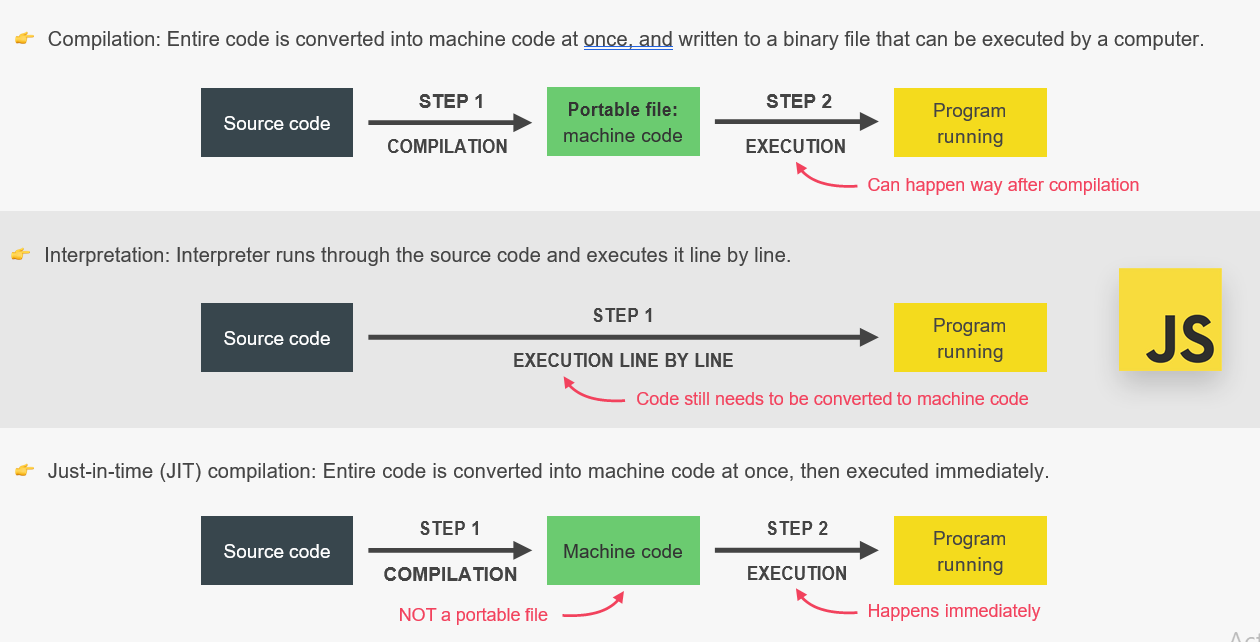 Compilation: Entire code is converted into machine code at once, and written to a binary file that can be executed by a computer.
Source code
STEP 1
COMPILATION
Portable file:
machine code
STEP 2
EXECUTION
Program
running
Can happen way after compilation
Interpretation: Interpreter runs through the source code and executes it line by line.
Source code
STEP 1
EXECUTION LINE BY LINE
Program
running
Code still needs to be converted to machine code
JS
Just-in-time (JIT) compilation: Entire code is converted into machine code at once, then executed immediately.
Source code
STEP 1
COMPILATION
Machine code
STEP 2
EXECUTION
Program
running
NOT a portable file
Happens immediately